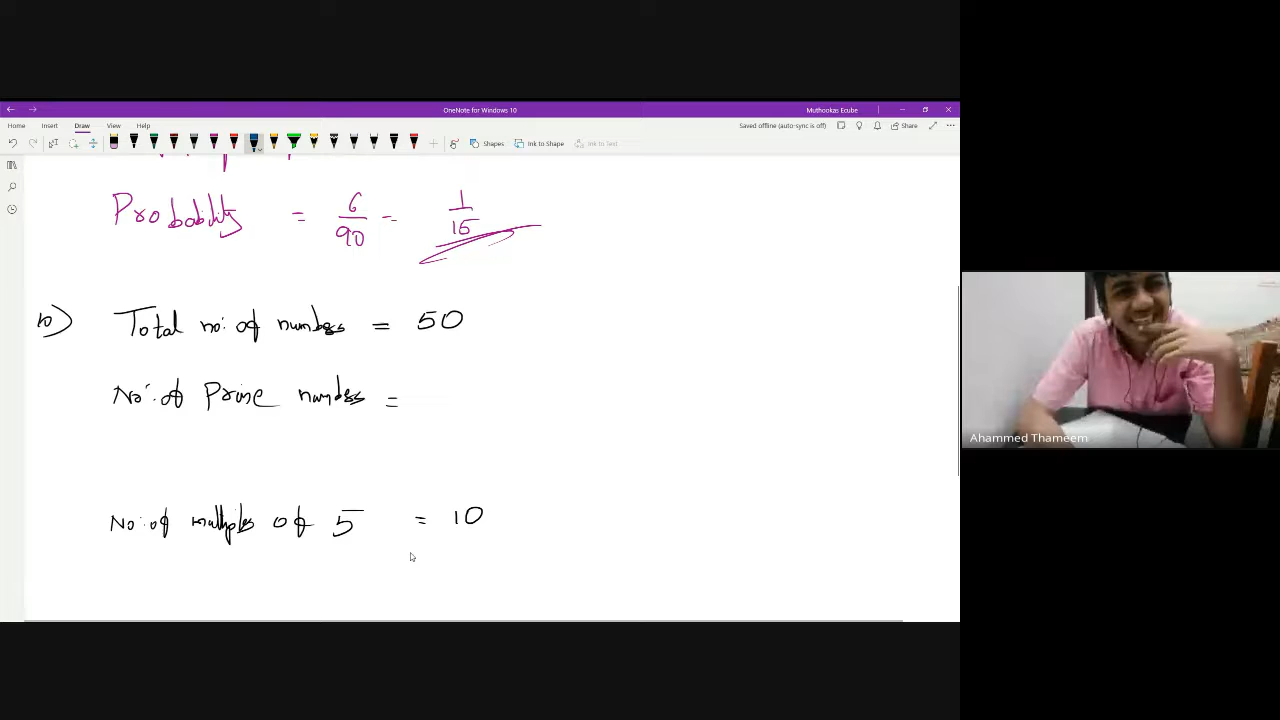 OneNote for Windows 10
Muthookas Ecube
Home Insert Draw View Help
Saved offline (auto-sync is off)
Share
Shapes
Ink to Shape
Ink to Text
Probability = 6/90 = 1/15
10) Total no: of numbers = 50
No: of Prime numbers =
No: of multiples of 5 = 10
Ahammed Thameem